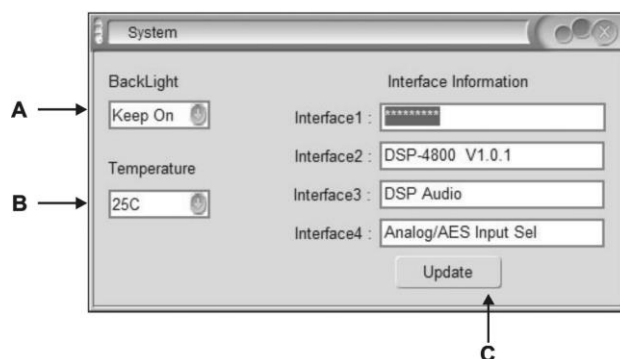 System
BackLight
Interface Information
A
Keep On
Interface1 : *********
Temperature
Interface2 : DSP-4800 V1.0.1
B
25C
Interface3 : DSP Audio
Interface4 : Analog/AES Input Sel
Update
C